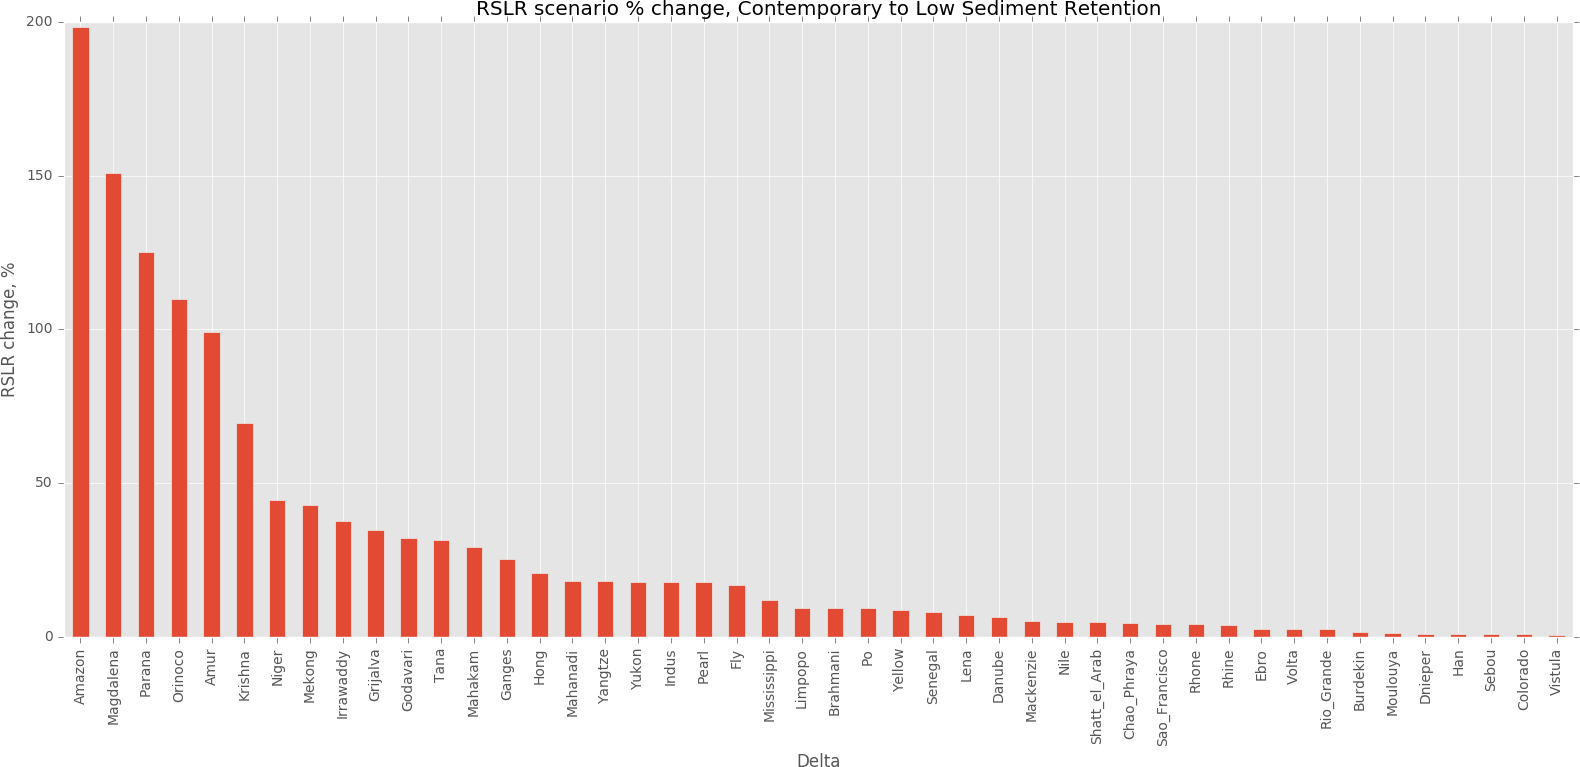 RSLR scenario % change, Contemporary to Low Sediment Retention
200
150
100
50
0
RSLR change, %
Amazon
Magdalena
Parana
Orinoco
Amur
Krishna
Niger
Mekong
Irrawaddy
Grijalva
Godavari
Tana
Mahakam
Ganges
Hong
Mahanadi
Yangtze
Yukon
Indus
Pearl
Fly
Mississippi
Limpopo
Brahmani
Po
Yellow
Senegal
Lena
Danube
Mackenzie
Nile
Shatt_el_Arab
Chao_Phraya
Sao_Francisco
Rhone
Rhine
Ebro
Volta
Rio_Grande
Burdekin
Moulouya
Dnieper
Han
Sebou
Colorado
Vistula
Delta